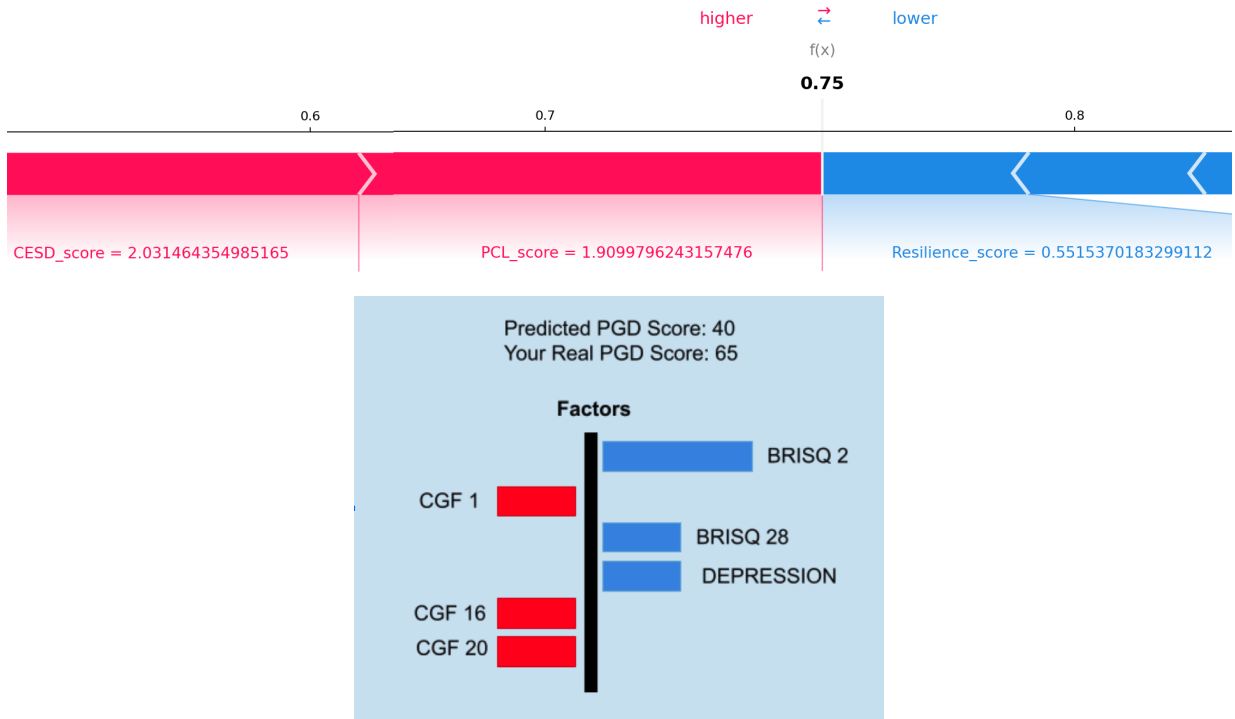 higher
lower
f(x)
0.75
0.6
0.7
0.8
CESD_score = 2.031464354985165
PCL_score = 1.9099796243157476
Resilience_score = 0.5515370183299112
Predicted PGD Score: 40
Your Real PGD Score: 65
Factors
BRISQ 2
CGF 1
BRISQ 28
DEPRESSION
CGF 16
CGF 20